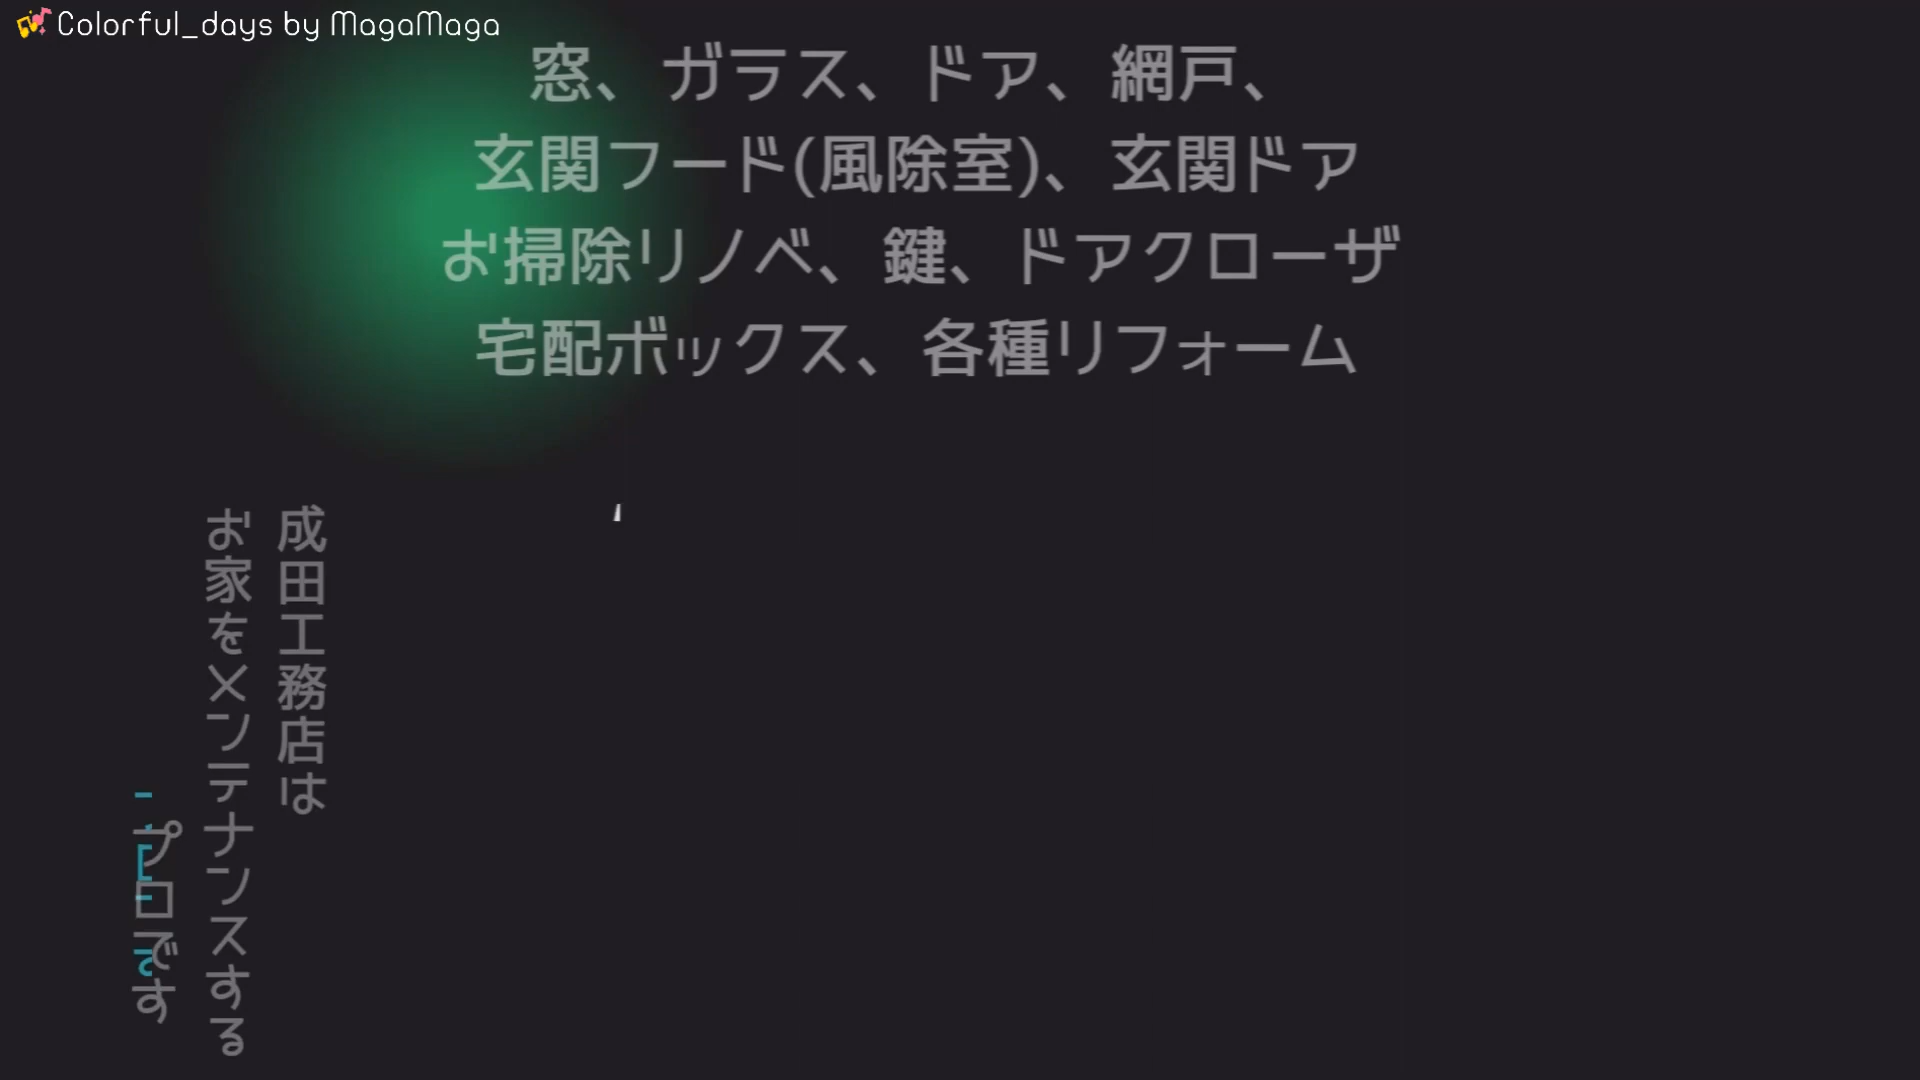 Colorful_days by MagaMaga
窓、ガラス、ドア、網戸、
玄関フード(風除室)、玄関ドア
お掃除リノベ、鍵、ドアクローザ
宅配ボックス、各種リフォーム
成田工務店は
お家をメンテナンスする
プロです